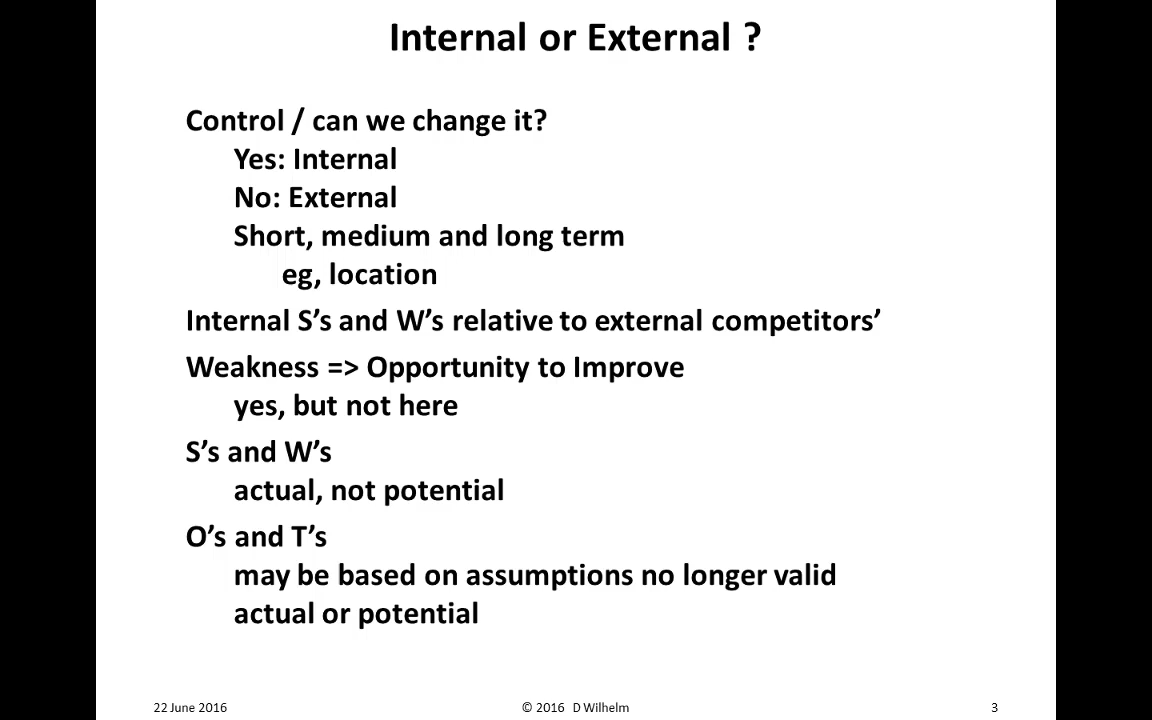 Internal or External ?
Control / can we change it?
Yes: Internal
No: External
Short, medium and long term
eg, location
Internal S’s and W’s relative to external competitors’
Weakness => Opportunity to Improve
yes, but not here
S’s and W’s
actual, not potential
O’s and T’s
may be based on assumptions no longer valid
actual or potential
22 June 2016 © 2016 D Wilhelm 3